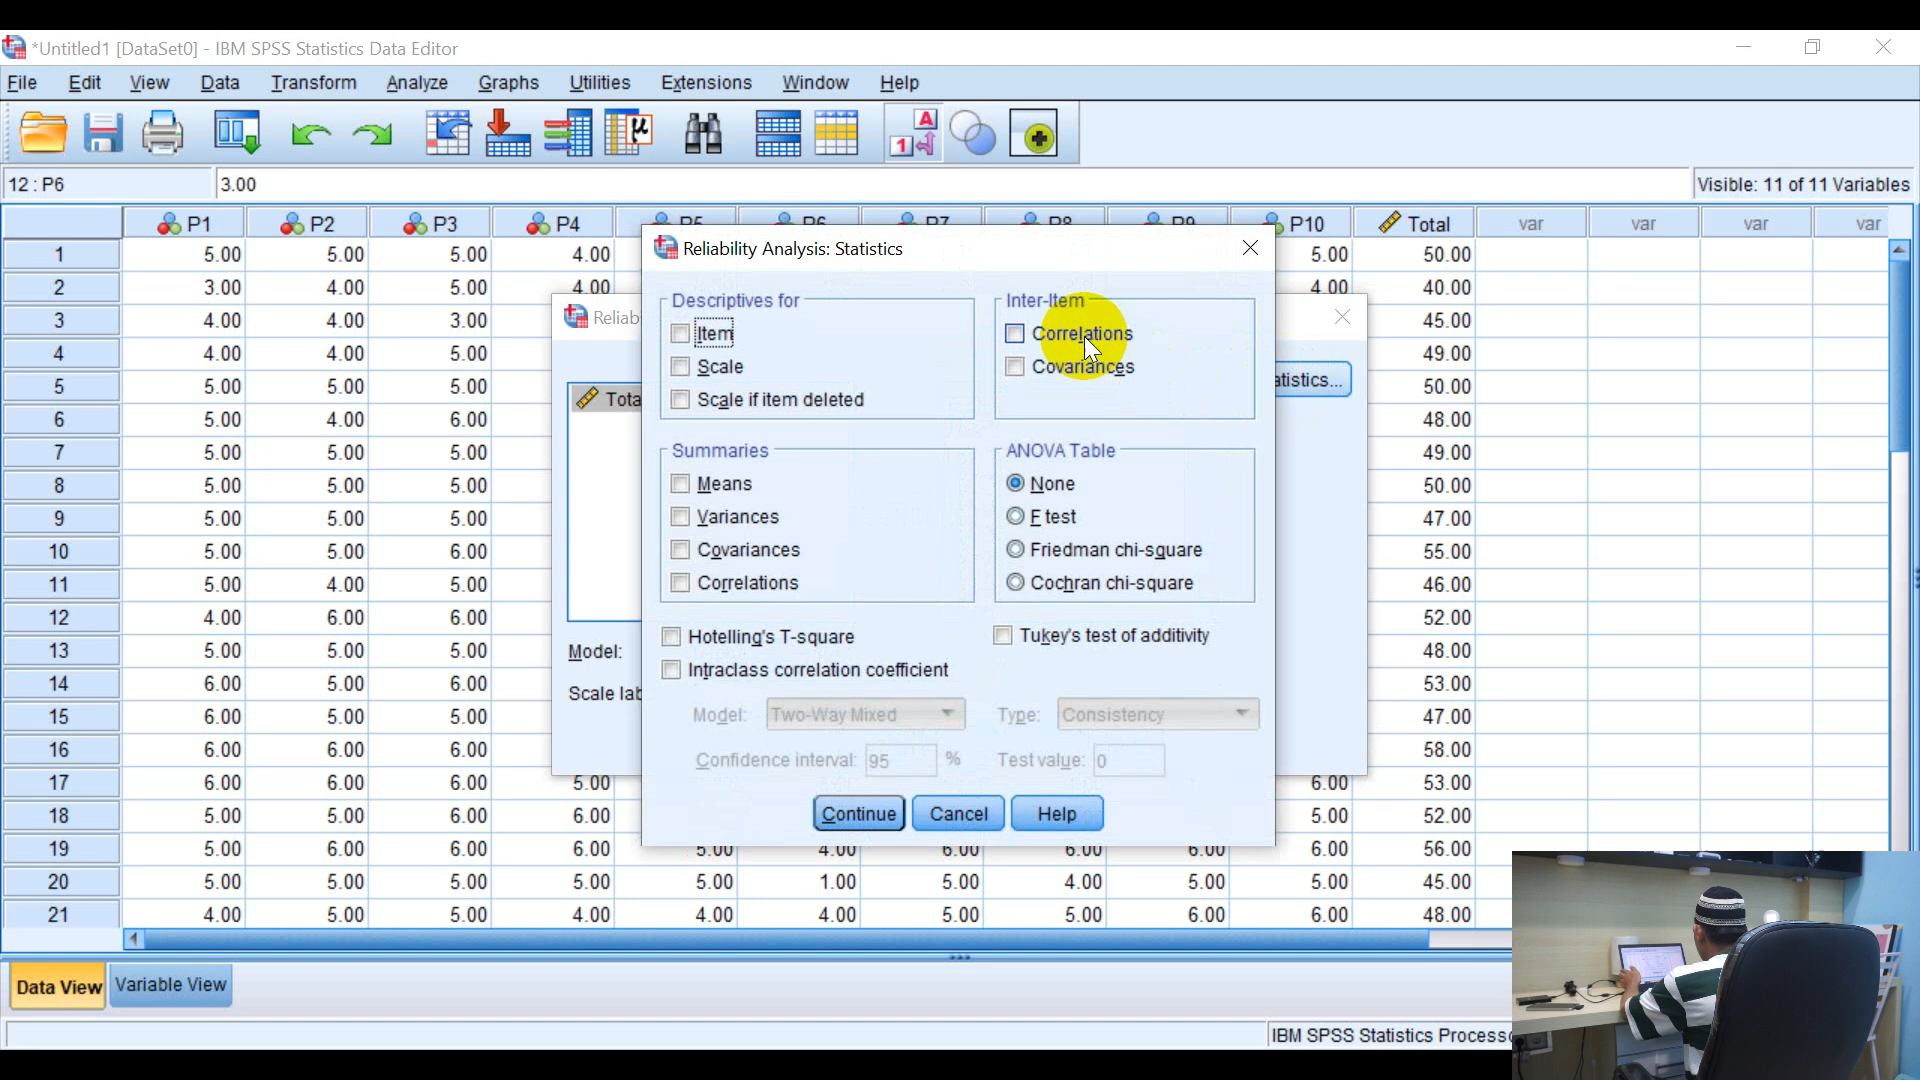 *Untitled1 [DataSet0] - IBM SPSS Statistics Data Editor
File Edit View Data Transform Analyze Graphs Utilities Extensions Window Help
12 : P6 3.00 Visible: 11 of 11 Variables
P1 P2 P3 P4 P5 P6 P7 P8 P9 P10 Total var var var var
1 5.00 5.00 5.00 4.00 5.00 50.00
2 3.00 4.00 5.00 4.00 4.00 40.00
3 4.00 4.00 3.00 45.00
4 4.00 4.00 5.00 49.00
5 5.00 5.00 5.00 50.00
6 5.00 4.00 6.00 48.00
7 5.00 5.00 5.00 49.00
8 5.00 5.00 5.00 50.00
9 5.00 5.00 5.00 47.00
10 5.00 5.00 6.00 55.00
11 5.00 4.00 5.00 46.00
12 4.00 6.00 6.00 52.00
13 5.00 5.00 5.00 48.00
14 6.00 5.00 6.00 53.00
15 6.00 5.00 5.00 47.00
16 6.00 6.00 6.00 58.00
17 6.00 6.00 6.00 5.00 6.00 53.00
18 5.00 5.00 5.00 6.00 5.00 52.00
19 5.00 6.00 6.00 6.00 5.00 4.00 6.00 6.00 6.00 6.00 56.00
20 5.00 5.00 5.00 5.00 5.00 1.00 5.00 4.00 5.00 5.00 45.00
21 4.00 5.00 5.00 4.00 4.00 4.00 5.00 5.00 6.00 6.00 48.00
Reliab
Tota
atistics...
Model:
Scale lab
Reliability Analysis: Statistics
Descriptives for
Item
Scale
Scale if item deleted
Inter-Item
Correlations
Covariances
Summaries
Means
Variances
Covariances
Correlations
ANOVA Table
None
F test
Friedman chi-square
Cochran chi-square
Hotelling's T-square
Tukey's test of additivity
Intraclass correlation coefficient
Model: Two-Way Mixed Type: Consistency
Confidence interval: 95 % Test value: 0
Continue Cancel Help
Data View Variable View
IBM SPSS Statistics Processo